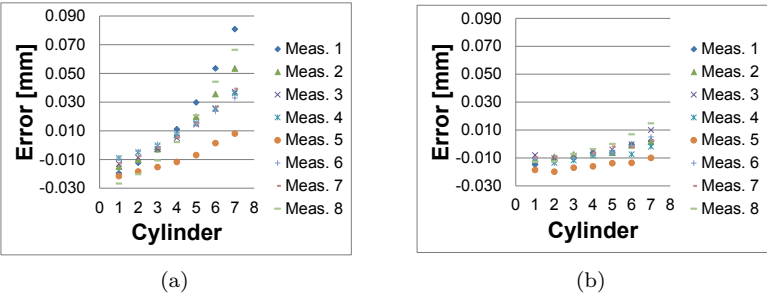 0.090
0.070
0.050
0.030
0.010
-0.010
-0.030
Error [mm]
0 1 2 3 4 5 6 7 8
Cylinder
Meas. 1
Meas. 2
Meas. 3
Meas. 4
Meas. 5
Meas. 6
Meas. 7
Meas. 8
(a)
0.090
0.070
0.050
0.030
0.010
-0.010
-0.030
Error [mm]
0 1 2 3 4 5 6 7 8
Cylinder
Meas. 1
Meas. 2
Meas. 3
Meas. 4
Meas. 5
Meas. 6
Meas. 7
Meas. 8
(b)